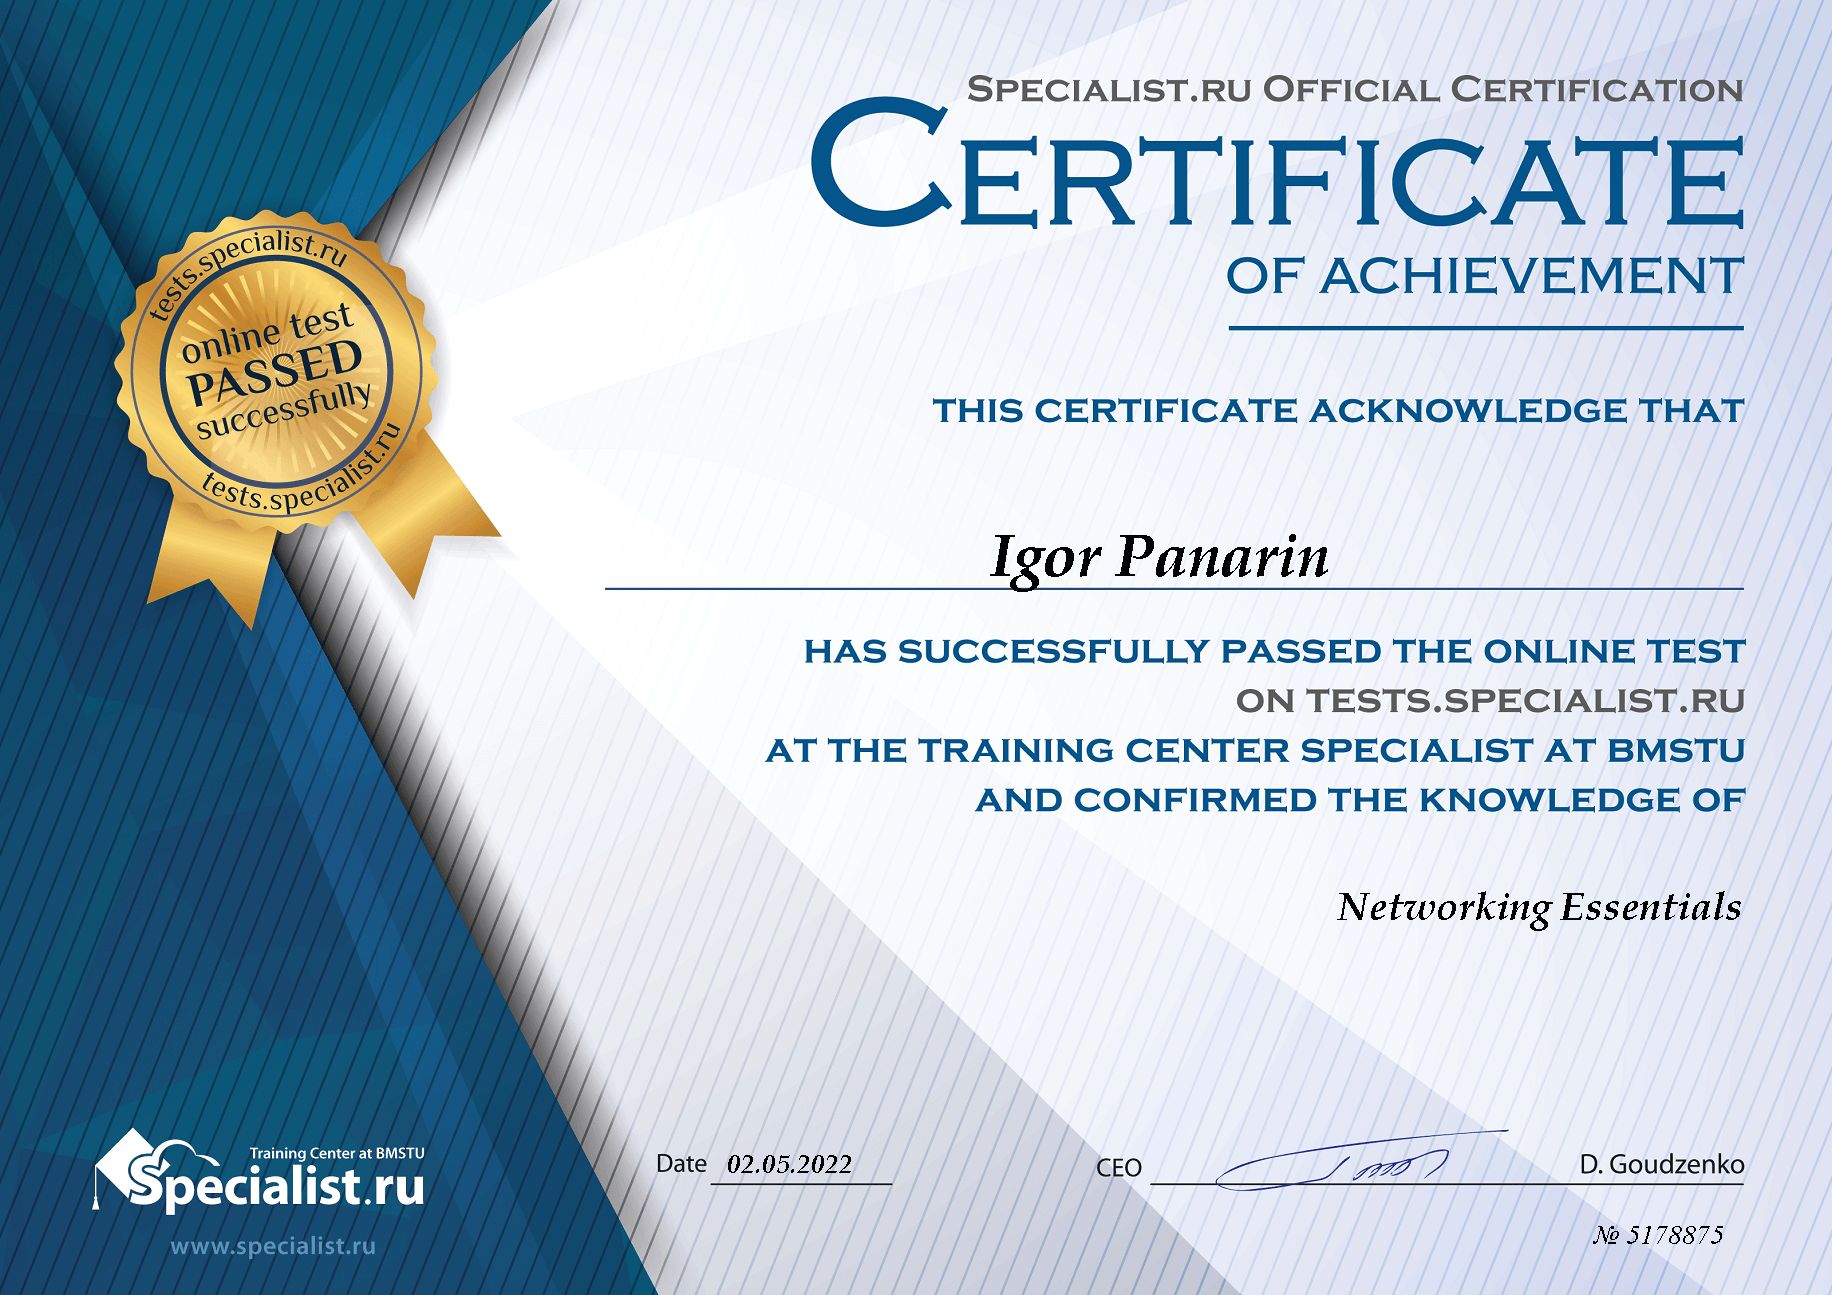 Specialist.ru Official Certification
Certificate
OF ACHIEVEMENT
THIS CERTIFICATE ACKNOWLEDGE THAT
Igor Panarin
HAS SUCCESSFULLY PASSED THE ONLINE TEST
ON TESTS.SPECIALIST.RU
AT THE TRAINING CENTER SPECIALIST AT BMSTU
AND CONFIRMED THE KNOWLEDGE OF
Networking Essentials
tests.specialist.ru
online test
PASSED
successfully
tests.specialist.ru
Training Center at BMSTU
Specialist.ru
www.specialist.ru
Date 02.05.2022
CEO D. Goudzenko
№ 5178875